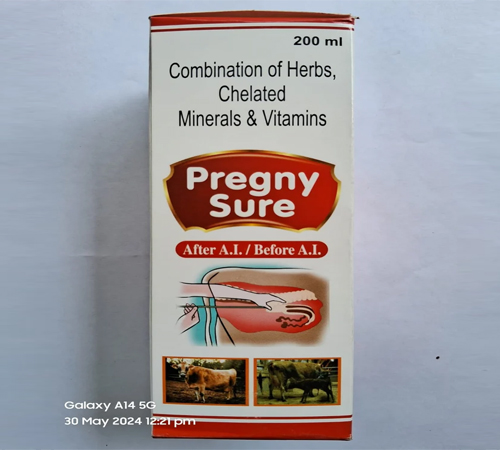 200 ml
Combination of Herbs,
Chelated
Minerals & Vitamins
Pregny
Sure
After A.I. / Before A.I.
Galaxy A14 5G
30 May 2024 12:21 pm